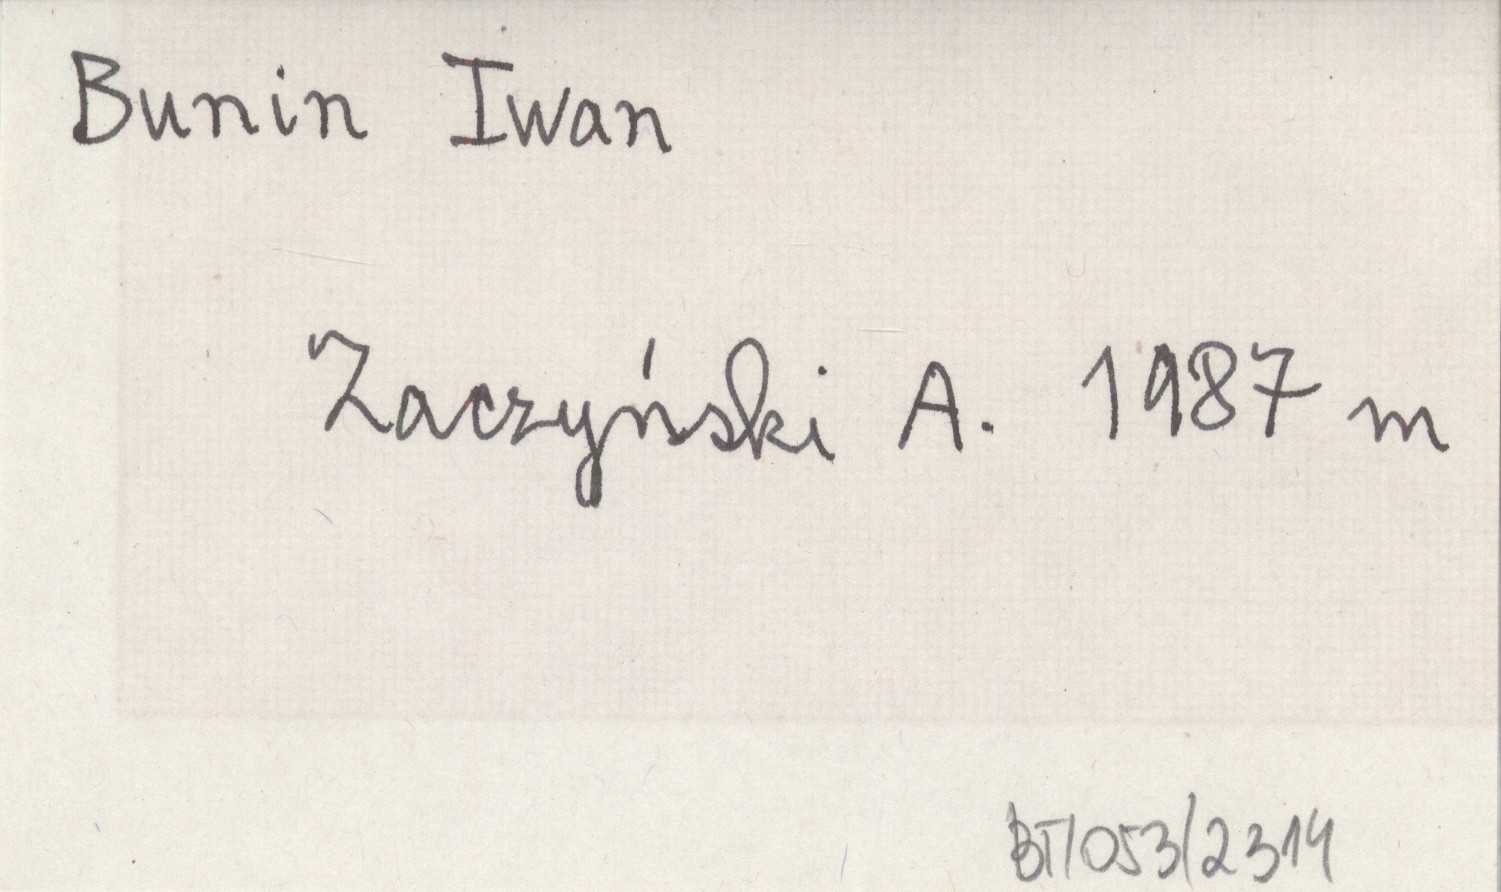 Bunin Iwan
Zaczyński A. 1987 m
BT/053/2314